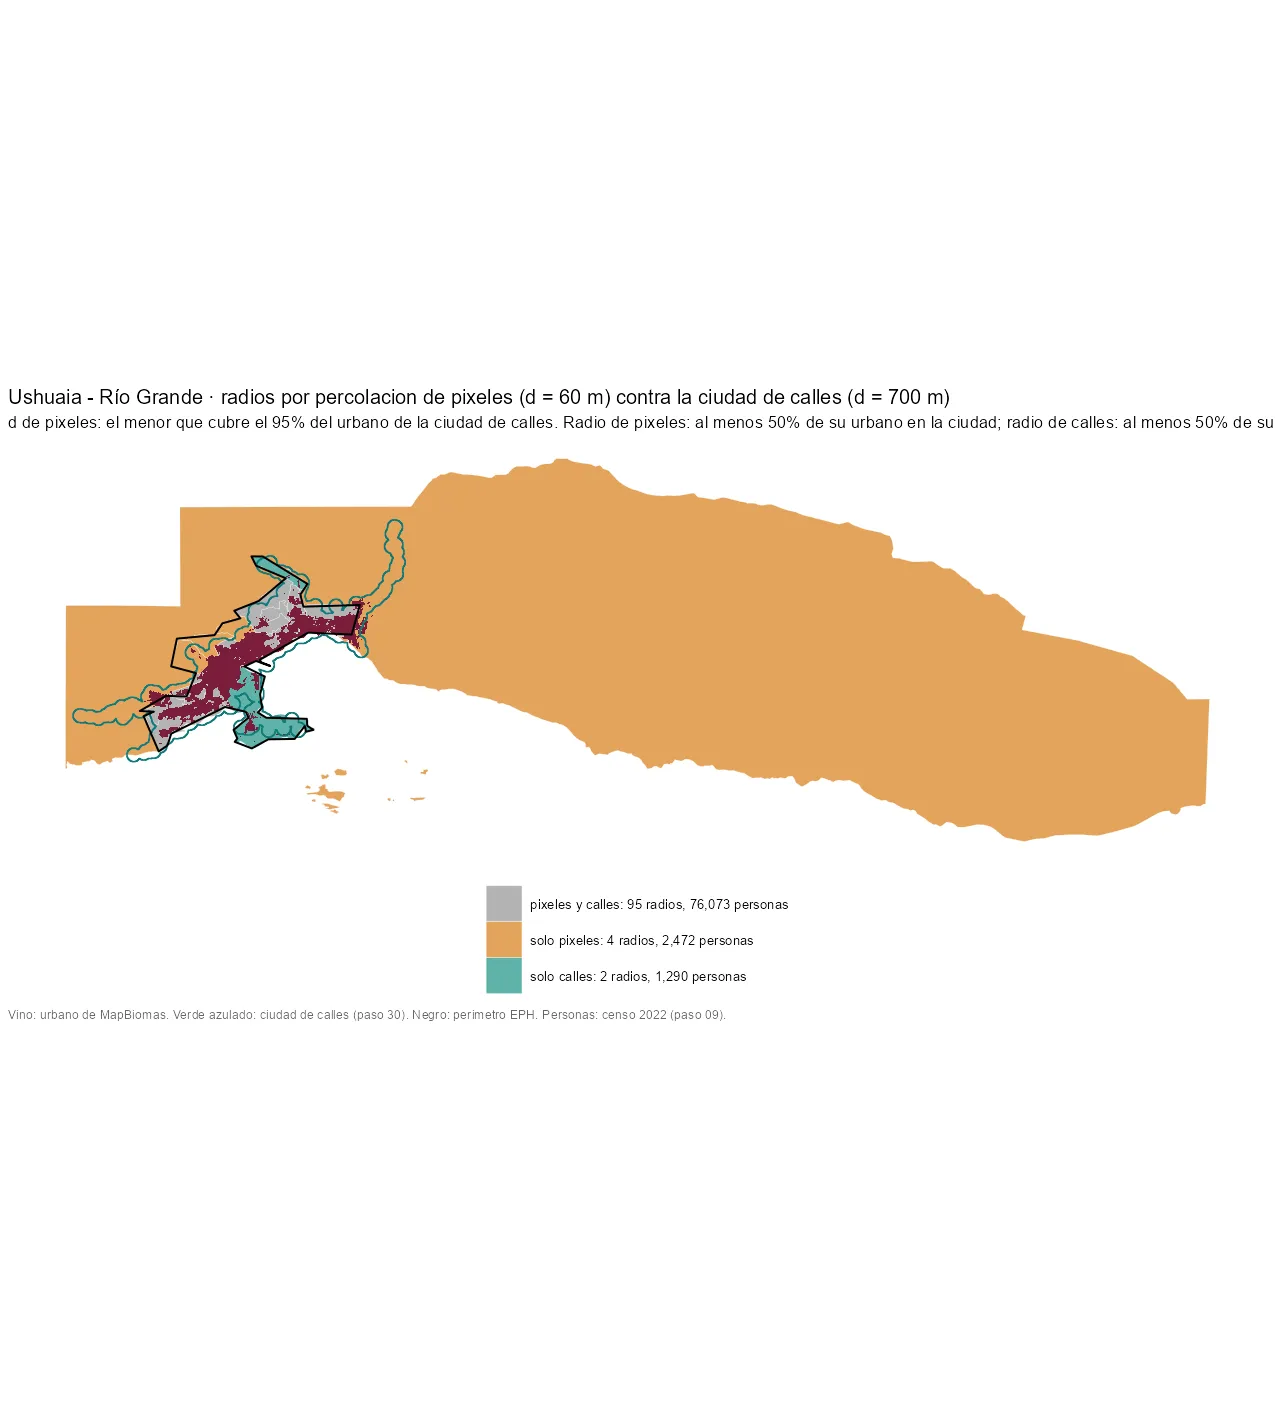 Ushuaia - Río Grande · radios por percolacion de pixeles (d = 60 m) contra la ciudad de calles (d = 700 m)
d de pixeles: el menor que cubre el 95% del urbano de la ciudad de calles. Radio de pixeles: al menos 50% de su urbano en la ciudad; radio de calles: al menos 50% de su
pixeles y calles: 95 radios, 76,073 personas
solo pixeles: 4 radios, 2,472 personas
solo calles: 2 radios, 1,290 personas
Vino: urbano de MapBiomas. Verde azulado: ciudad de calles (paso 30). Negro: perimetro EPH. Personas: censo 2022 (paso 09).